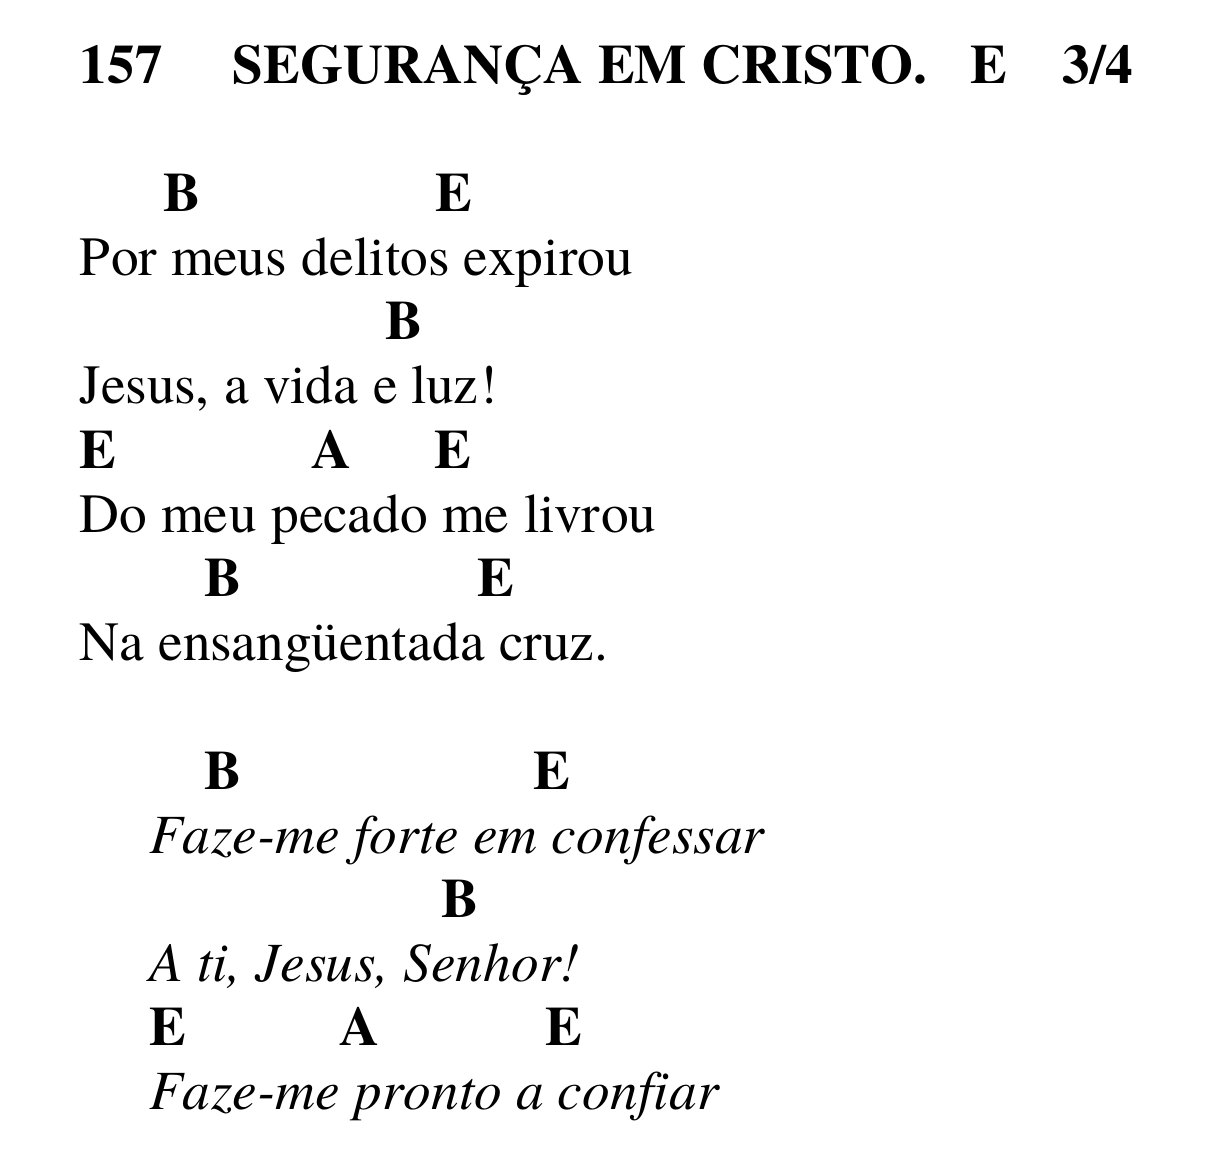 157 SEGURANÇA EM CRISTO. E 3/4
B E
Por meus delitos expirou
B
Jesus, a vida e luz!
E A E
Do meu pecado me livrou
B E
Na ensangüentada cruz.
B E
Faze-me forte em confessar
B
A ti, Jesus, Senhor!
E A E
Faze-me pronto a confiar